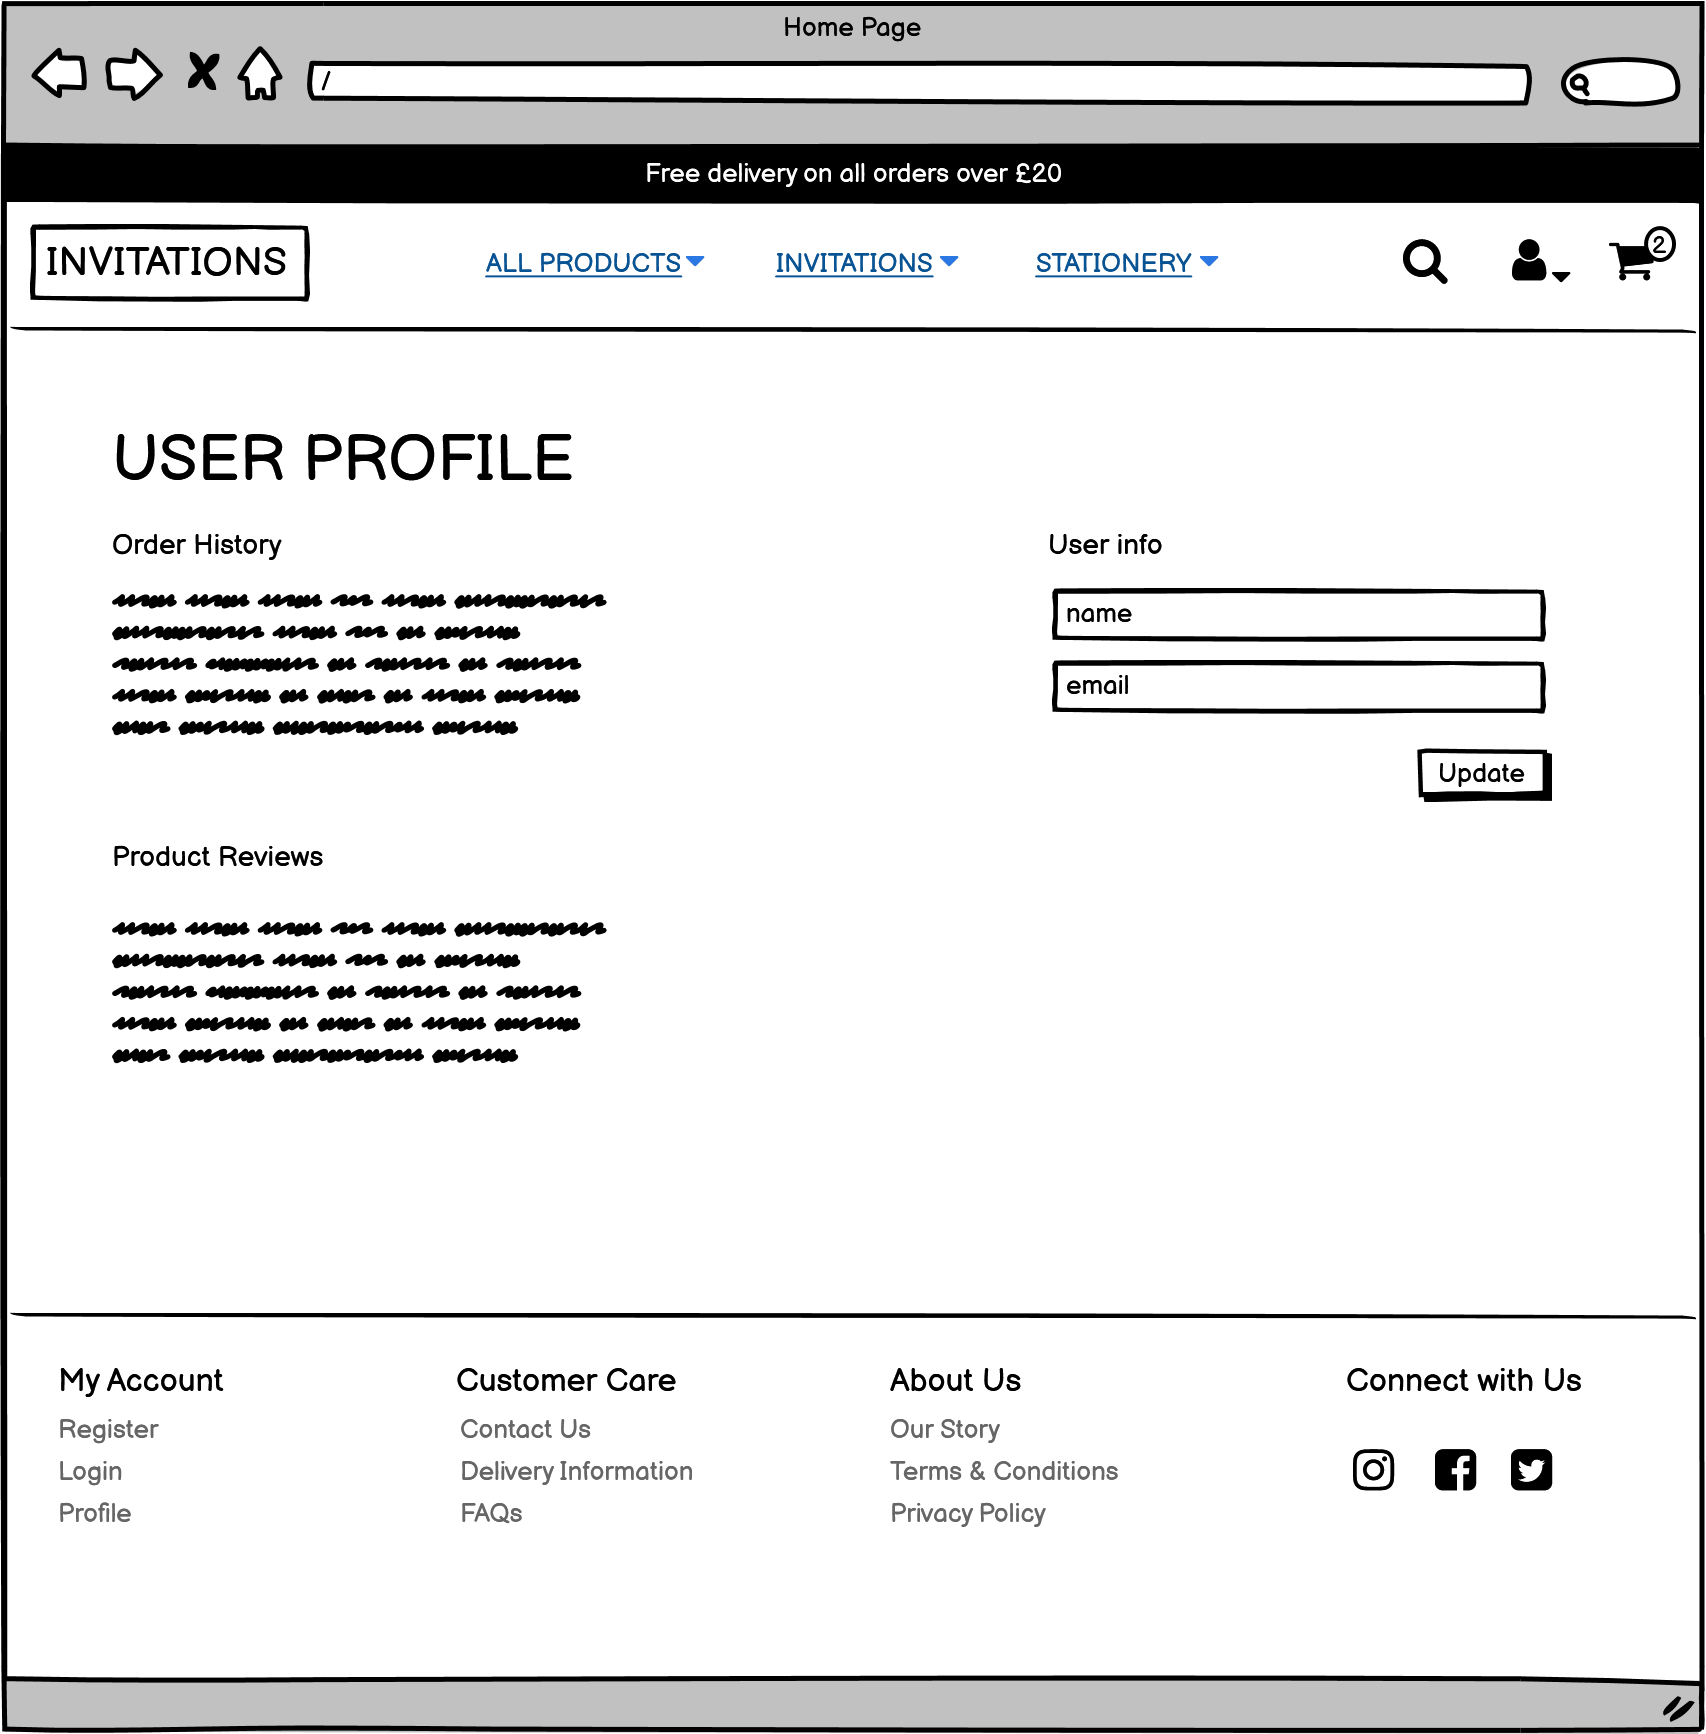 Home Page
/
Free delivery on all orders over £20
INVITATIONS
ALL PRODUCTS
INVITATIONS
STATIONERY
2
USER PROFILE
Order History
User info
name
email
Update
Product Reviews
My Account
Register
Login
Profile
Customer Care
Contact Us
Delivery Information
FAQs
About Us
Our Story
Terms & Conditions
Privacy Policy
Connect with Us